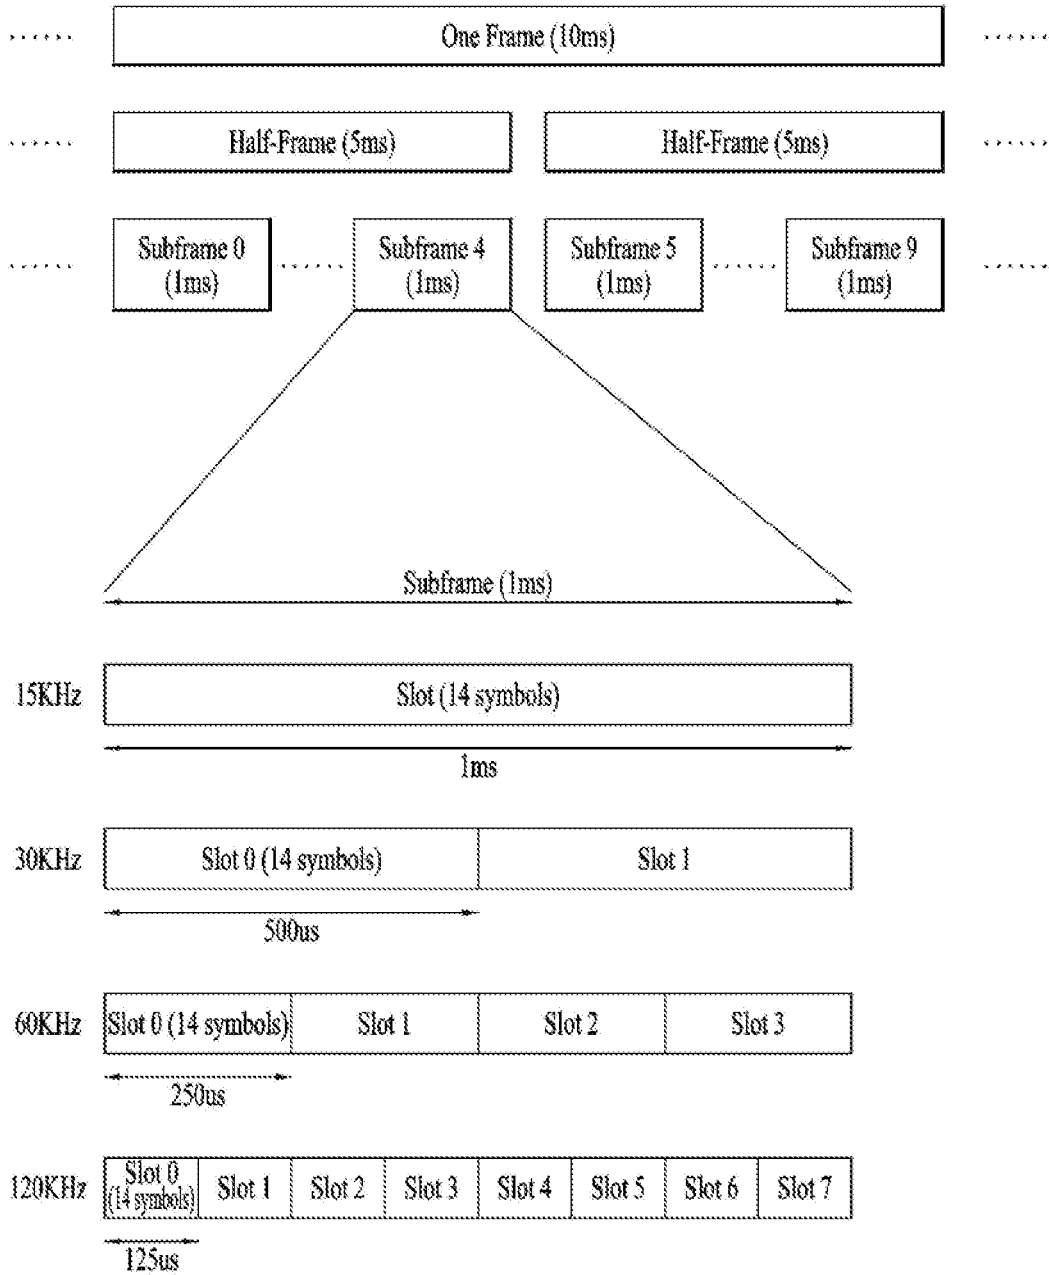 One Frame (10ms)
Half-Frame (5ms) Half-Frame (5ms)
Subframe 0 (1ms)
Subframe 4 (1ms)
Subframe 5 (1ms)
Subframe 9 (1ms)
Subframe (1ms)
15KHz Slot (14 symbols)
1ms
30KHz Slot 0 (14 symbols) Slot 1
500us
60KHz Slot 0 (14 symbols) Slot 1 Slot 2 Slot 3
250us
120KHz Slot 0 (14 symbols) Slot 1 Slot 2 Slot 3 Slot 4 Slot 5 Slot 6 Slot 7
125us